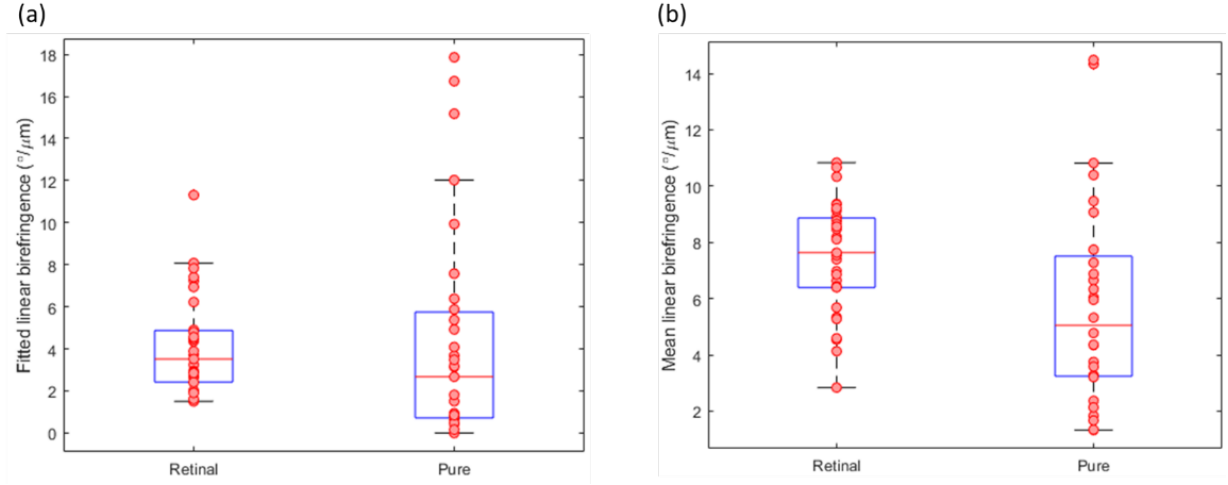 (a)
Fitted linear birefringence (°/μm)
18
16
14
12
10
8
6
4
2
0
Retinal
Pure
(b)
Mean linear birefringence (°/μm)
14
12
10
8
6
4
2
Retinal
Pure